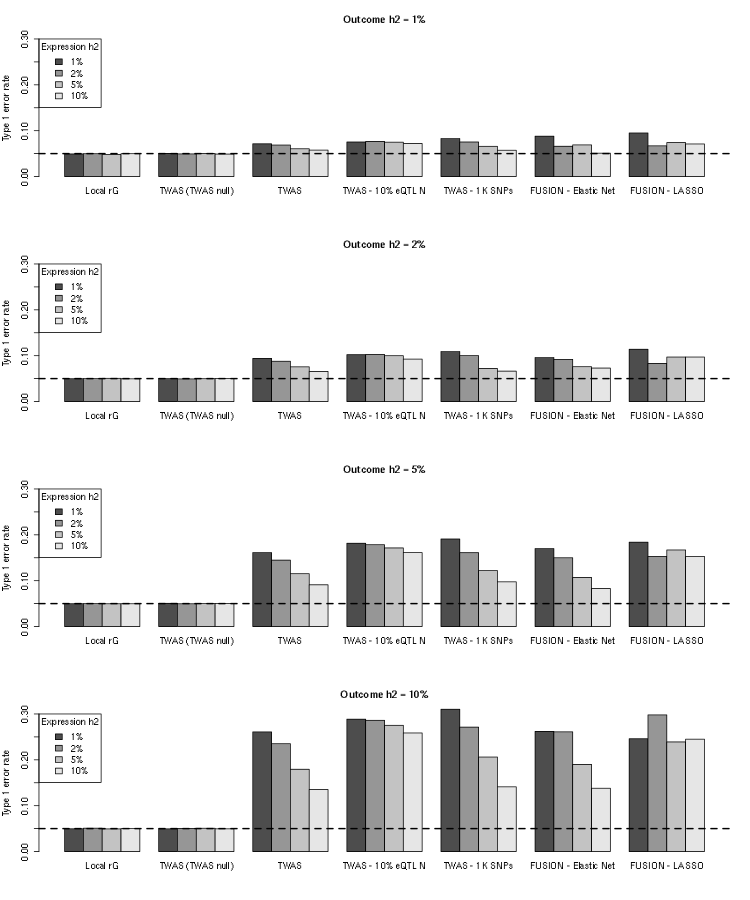 Outcome h2 = 1%
Type 1 error rate
0.00 0.10 0.20 0.30
Expression h2
1%
2%
5%
10%
Local rG TWAS (TWAS null) TWAS TWAS - 10% eQTL N TWAS - 1K SNPs FUSION - Elastic Net FUSION - LASSO
Outcome h2 = 2%
Type 1 error rate
0.00 0.10 0.20 0.30
Expression h2
1%
2%
5%
10%
Local rG TWAS (TWAS null) TWAS TWAS - 10% eQTL N TWAS - 1K SNPs FUSION - Elastic Net FUSION - LASSO
Outcome h2 = 5%
Type 1 error rate
0.00 0.10 0.20 0.30
Expression h2
1%
2%
5%
10%
Local rG TWAS (TWAS null) TWAS TWAS - 10% eQTL N TWAS - 1K SNPs FUSION - Elastic Net FUSION - LASSO
Outcome h2 = 10%
Type 1 error rate
0.00 0.10 0.20 0.30
Expression h2
1%
2%
5%
10%
Local rG TWAS (TWAS null) TWAS TWAS - 10% eQTL N TWAS - 1K SNPs FUSION - Elastic Net FUSION - LASSO